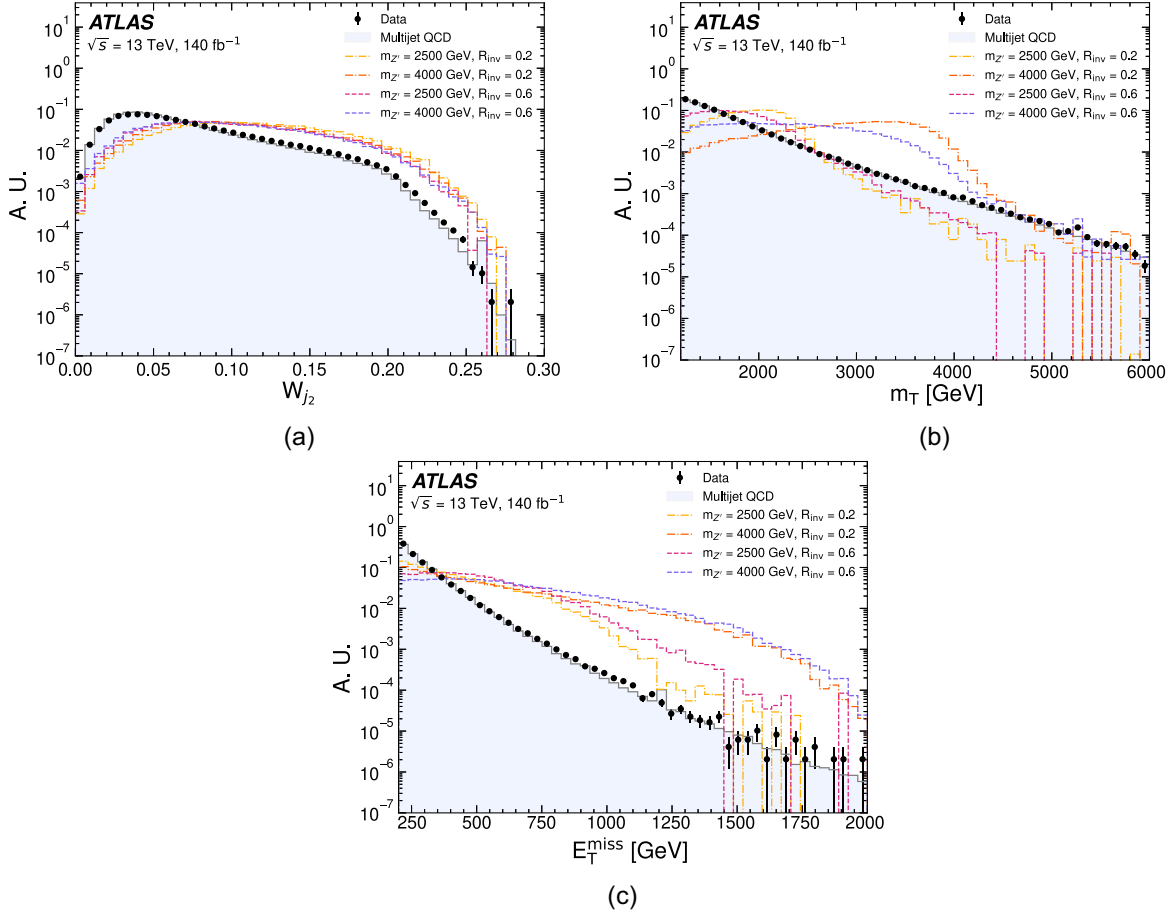 ATLAS
√s = 13 TeV, 140 fb⁻¹
Data
Multijet QCD
m_Z′ = 2500 GeV, R_inv = 0.2
m_Z′ = 4000 GeV, R_inv = 0.2
m_Z′ = 2500 GeV, R_inv = 0.6
m_Z′ = 4000 GeV, R_inv = 0.6
A. U.
10¹
10⁰
10⁻¹
10⁻²
10⁻³
10⁻⁴
10⁻⁵
10⁻⁶
10⁻⁷
0.00 0.05 0.10 0.15 0.20 0.25 0.30
W_j₂
(a)
ATLAS
√s = 13 TeV, 140 fb⁻¹
Data
Multijet QCD
m_Z′ = 2500 GeV, R_inv = 0.2
m_Z′ = 4000 GeV, R_inv = 0.2
m_Z′ = 2500 GeV, R_inv = 0.6
m_Z′ = 4000 GeV, R_inv = 0.6
A. U.
10¹
10⁰
10⁻¹
10⁻²
10⁻³
10⁻⁴
10⁻⁵
10⁻⁶
10⁻⁷
2000 3000 4000 5000 6000
m_T [GeV]
(b)
ATLAS
√s = 13 TeV, 140 fb⁻¹
Data
Multijet QCD
m_Z′ = 2500 GeV, R_inv = 0.2
m_Z′ = 4000 GeV, R_inv = 0.2
m_Z′ = 2500 GeV, R_inv = 0.6
m_Z′ = 4000 GeV, R_inv = 0.6
A. U.
10¹
10⁰
10⁻¹
10⁻²
10⁻³
10⁻⁴
10⁻⁵
10⁻⁶
10⁻⁷
250 500 750 1000 1250 1500 1750 2000
E_T^miss [GeV]
(c)